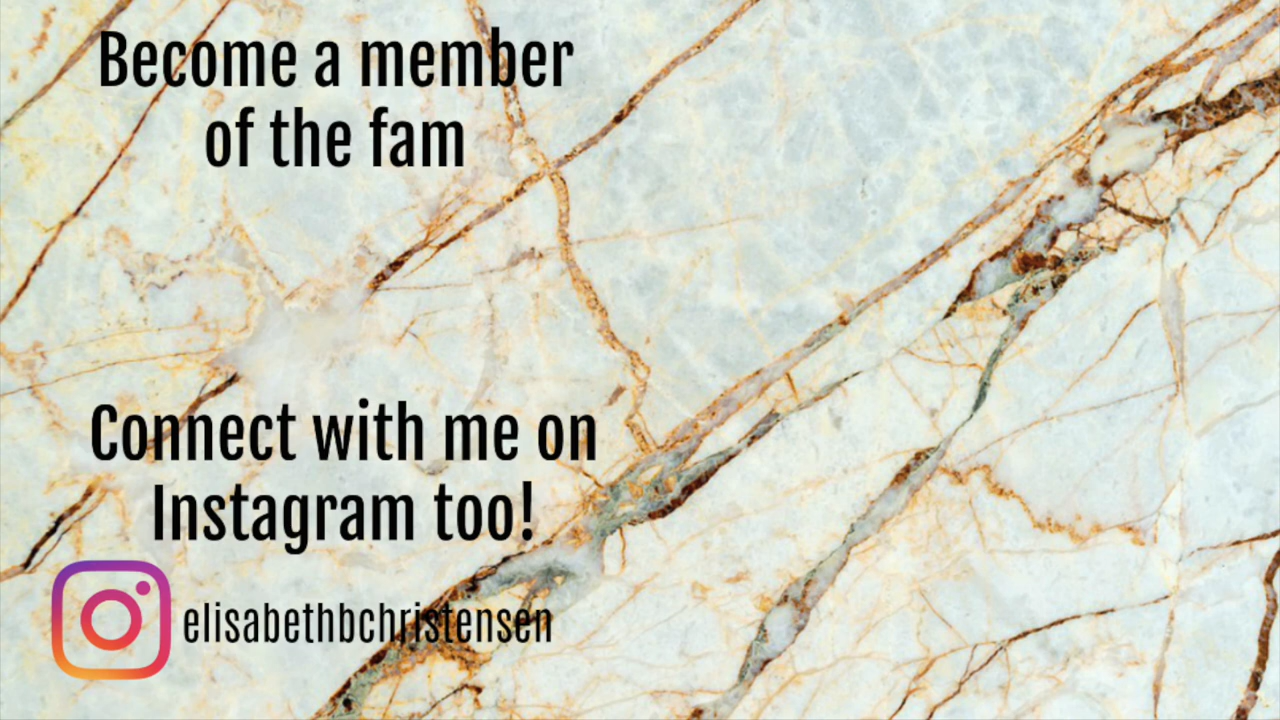 Become a member
of the fam
Connect with me on
Instagram too!
elisabethbchristensen